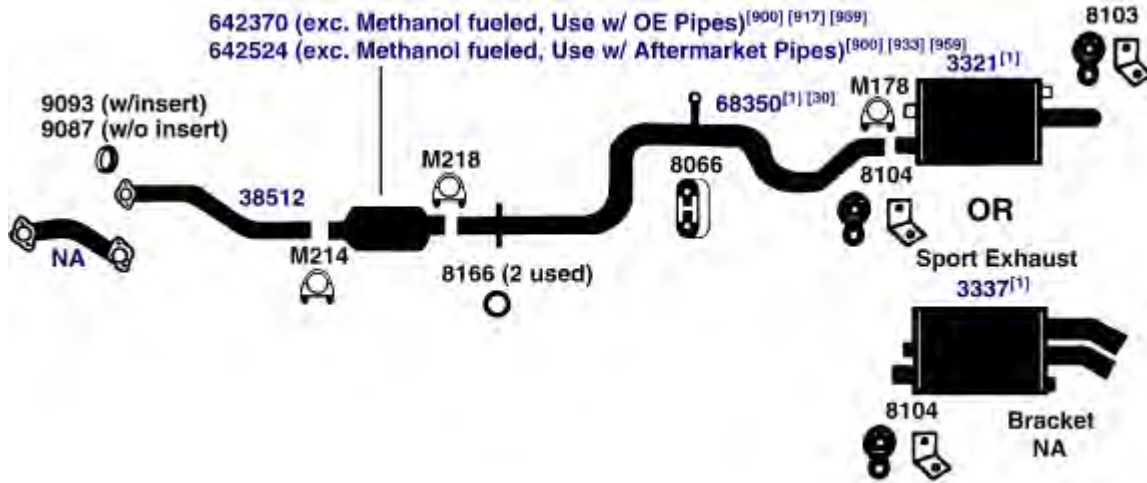 642370 (exc. Methanol fueled, Use w/ OE Pipes)[900] [917] [959]
642524 (exc. Methanol fueled, Use w/ Aftermarket Pipes)[900] [933] [959]
8103
3321[1]
9093 (w/insert)
9087 (w/o insert)
68350[1] [30]
M178
M218
8066
8104
38512
OR
NA
M214
8166 (2 used)
Sport Exhaust
3337[1]
8104
Bracket
NA